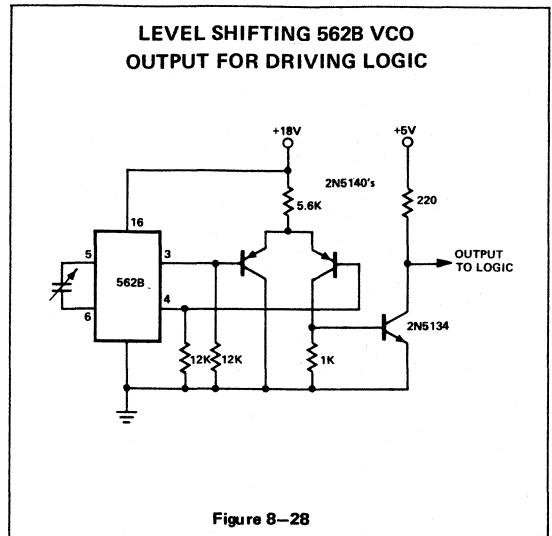 LEVEL SHIFTING 562B VCO
OUTPUT FOR DRIVING LOGIC
+18V
+5V
2N5140's
5.6K
220
16
5
3
562B
OUTPUT
TO LOGIC
4
6
2N5134
12K
12K
1K
Figure 8–28